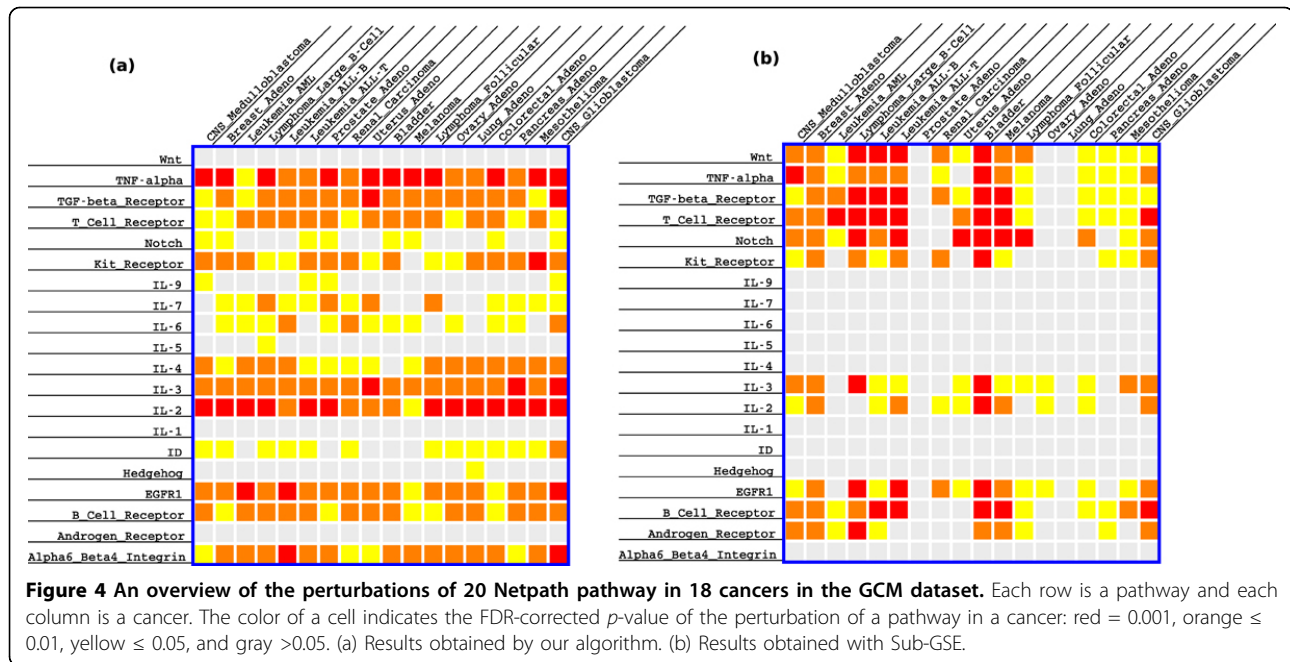 (a)
CNS_Medulloblastoma
Breast_Adeno
Leukemia_AML
Lymphoma_Large_B-Cell
Leukemia_ALL-B
Leukemia_ALL-T
Prostate_Adeno
Renal_Carcinoma
Uterus_Adeno
Bladder
Melanoma
Lymphoma_Follicular
Ovary_Adeno
Lung_Adeno
Colorectal_Adeno
Pancreas_Adeno
Mesothelioma
CNS_Glioblastoma
Wnt
TNF-alpha
TGF-beta_Receptor
T_Cell_Receptor
Notch
Kit_Receptor
IL-9
IL-7
IL-6
IL-5
IL-4
IL-3
IL-2
IL-1
ID
Hedgehog
EGFR1
B_Cell_Receptor
Androgen_Receptor
Alpha6_Beta4_Integrin
(b)
CNS_Medulloblastoma
Breast_Adeno
Leukemia_AML
Lymphoma_Large_B-Cell
Leukemia_ALL-B
Leukemia_ALL-T
Prostate_Adeno
Renal_Carcinoma
Uterus_Adeno
Bladder
Melanoma
Lymphoma_Follicular
Ovary_Adeno
Lung_Adeno
Colorectal_Adeno
Pancreas_Adeno
Mesothelioma
CNS_Glioblastoma
Wnt
TNF-alpha
TGF-beta_Receptor
T_Cell_Receptor
Notch
Kit_Receptor
IL-9
IL-7
IL-6
IL-5
IL-4
IL-3
IL-2
IL-1
ID
Hedgehog
EGFR1
B_Cell_Receptor
Androgen_Receptor
Alpha6_Beta4_Integrin
Figure 4 An overview of the perturbations of 20 Netpath pathway in 18 cancers in the GCM dataset. Each row is a pathway and each
column is a cancer. The color of a cell indicates the FDR-corrected p-value of the perturbation of a pathway in a cancer: red = 0.001, orange ≤
0.01, yellow ≤ 0.05, and gray >0.05. (a) Results obtained by our algorithm. (b) Results obtained with Sub-GSE.